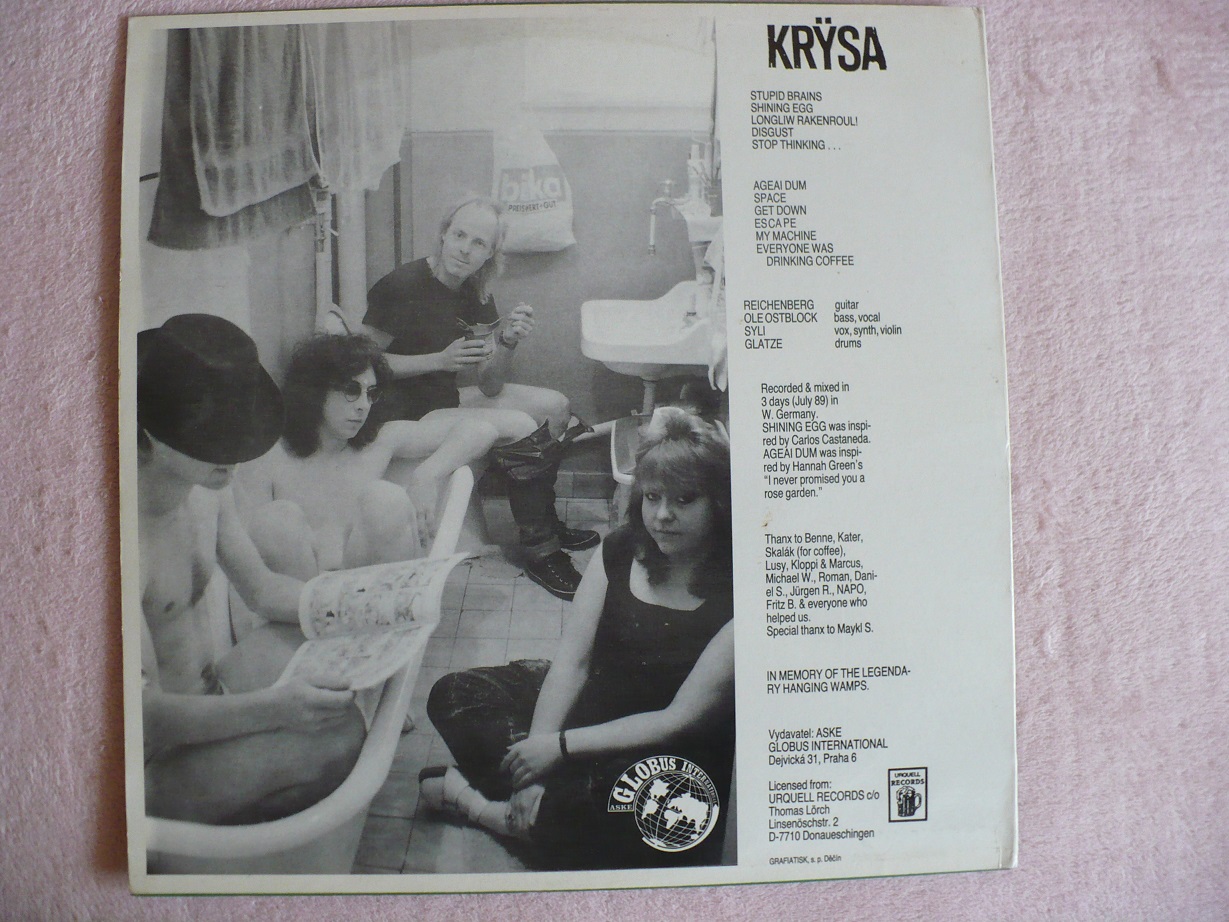 KRŸSA
STUPID BRAINS
SHINING EGG
LONGLIW RAKENROUL!
DISGUST
STOP THINKING . . .
AGEAI DUM
SPACE
GET DOWN
ESCAPE
MY MACHINE
EVERYONE WAS
DRINKING COFFEE
REICHENBERG guitar
OLE OSTBLOCK bass, vocal
SYLI vox, synth, violin
GLATZE drums
Recorded & mixed in
3 days (July 89) in
W. Germany.
SHINING EGG was inspi-
red by Carlos Castaneda.
AGEAI DUM was inspi-
red by Hannah Green's
"I never promised you a
rose garden."
Thanx to Benne, Kater,
Skalák (for coffee),
Lusy, Kloppi & Marcus,
Michael W., Roman, Dani-
el S., Jürgen R., NAPO,
Fritz B. & everyone who
helped us.
Special thanx to Maykl S.
IN MEMORY OF THE LEGENDA-
RY HANGING WAMPS.
Vydavatel: ASKE
GLOBUS INTERNATIONAL
Dejvická 31, Praha 6
Licensed from:
URQUELL RECORDS c/o
Thomas Lörch
Linsenöschstr. 2
D-7710 Donaueschingen
GRAFIATISK, s. p. Děčín
URQUELL
RECORDS
bika
PREISWERT + GUT
GLOBUS INTERNATIONAL
ASKE